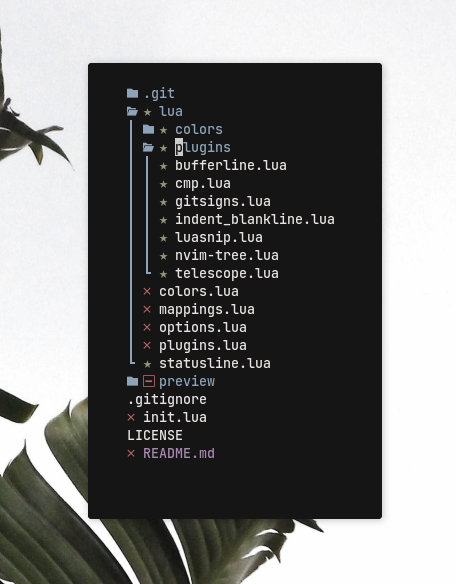 .git
lua
colors
plugins
bufferline.lua
cmp.lua
gitsigns.lua
indent_blankline.lua
luasnip.lua
nvim-tree.lua
telescope.lua
colors.lua
mappings.lua
options.lua
plugins.lua
statusline.lua
preview
.gitignore
init.lua
LICENSE
README.md